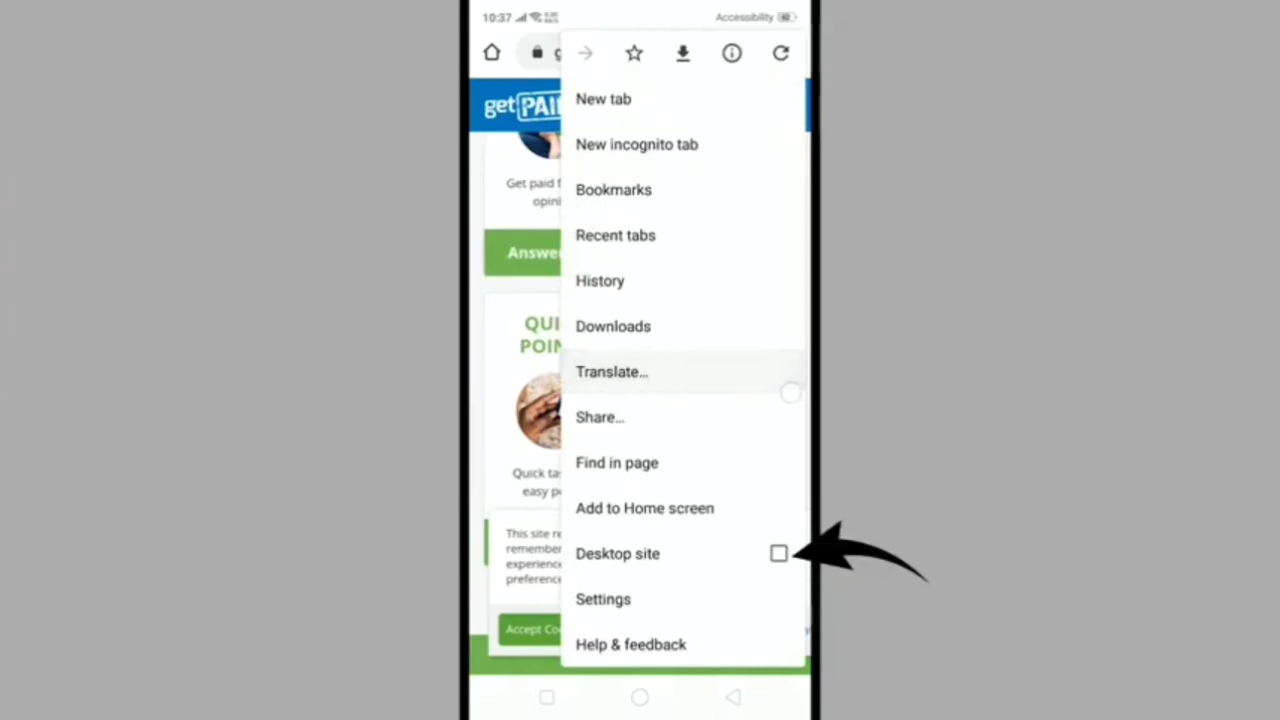 10:37
Accessibility
g
get PAI
New tab
New incognito tab
Bookmarks
Get paid f
opini
Recent tabs
Answe
History
QUI
POIN
Downloads
Translate...
Share...
Find in page
Quick ta
easy p
Add to Home screen
This site re
remember
experience
preference
Desktop site
Settings
Accept Co
Help & feedback